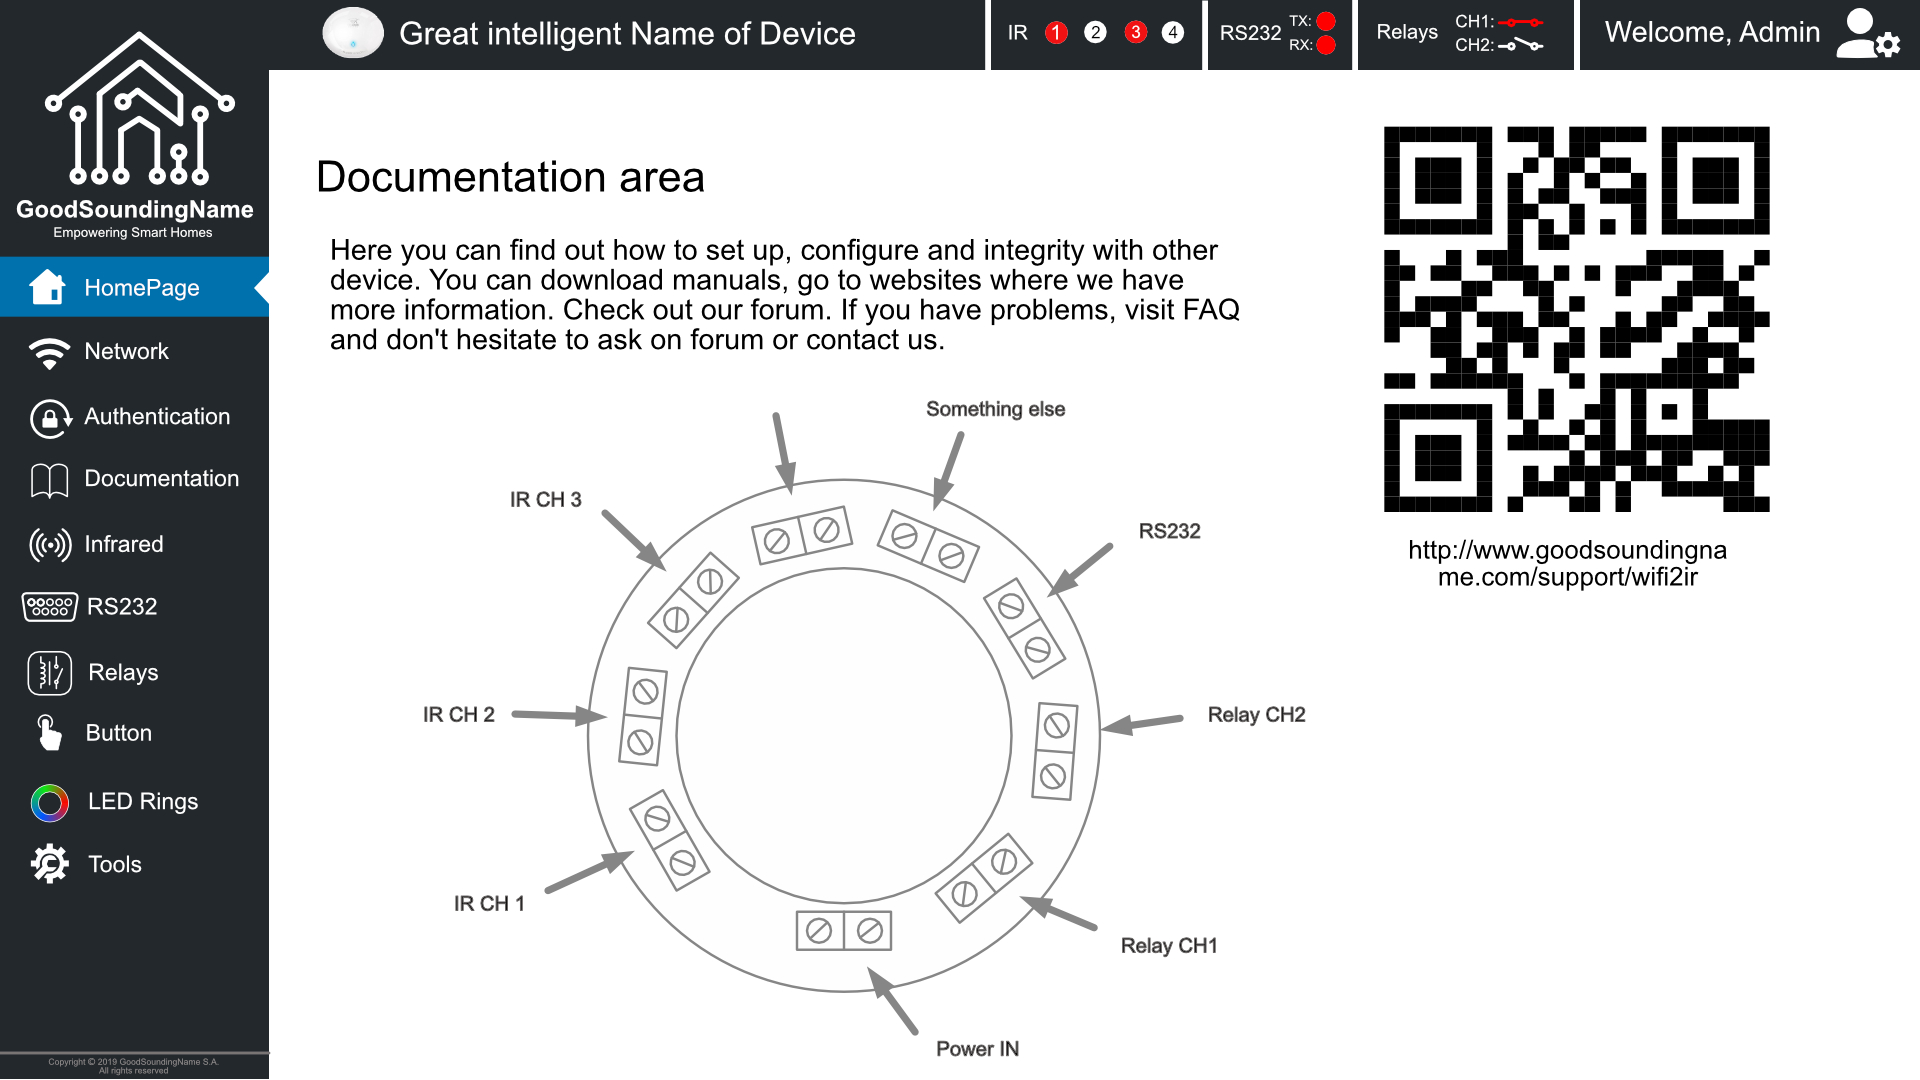 Great intelligent Name of Device
IR 1 2 3 4
RS232 TX: RX:
Relays CH1: CH2:
Welcome, Admin
GoodSoundingName
Empowering Smart Homes
HomePage
Network
Authentication
Documentation
Infrared
RS232
Relays
Button
LED Rings
Tools
Copyright © 2019 GoodSoundingName S.A.
All rights reserved
Documentation area
Here you can find out how to set up, configure and integrity with other
device. You can download manuals, go to websites where we have
more information. Check out our forum. If you have problems, visit FAQ
and don't hesitate to ask on forum or contact us.
Something else
IR CH 3
RS232
IR CH 2
Relay CH2
IR CH 1
Relay CH1
Power IN
http://www.goodsoundingna
me.com/support/wifi2ir